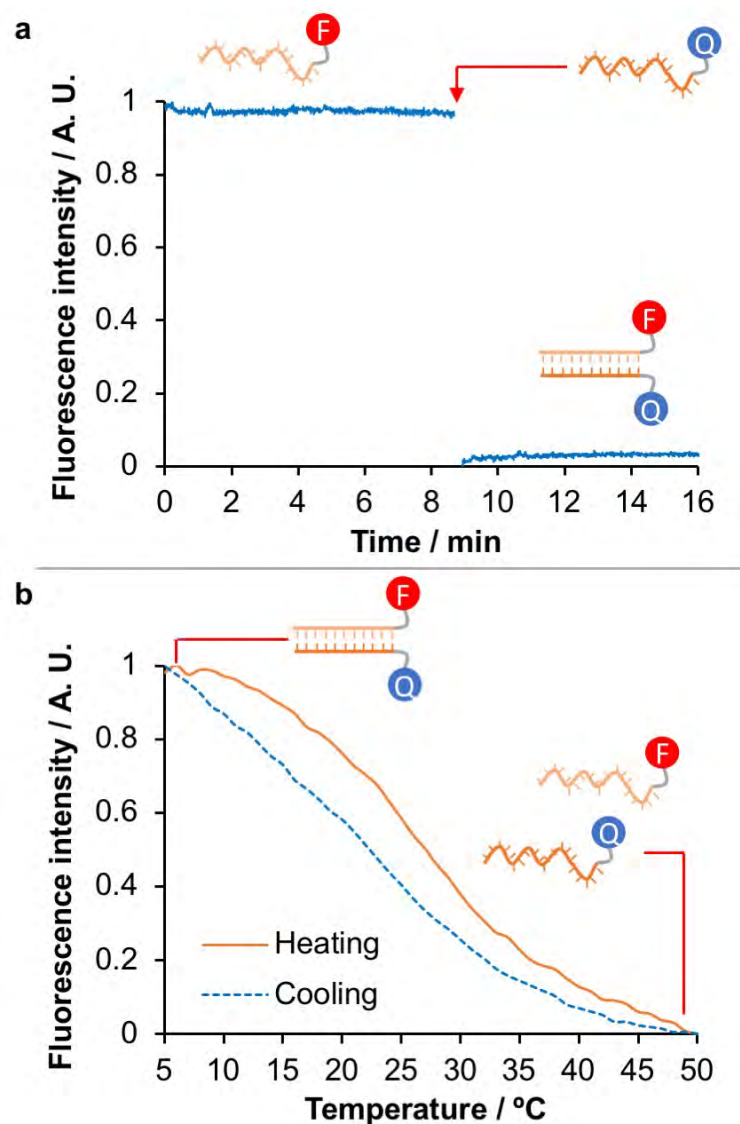 a
F
Q
Fluorescence intensity / A. U.
1
0.8
0.6
0.4
0.2
0
F
Q
0 2 4 6 8 10 12 14 16
Time / min
b
F
Q
Fluorescence intensity / A. U.
1
0.8
0.6
0.4
0.2
0
F
Q
Heating
Cooling
5 10 15 20 25 30 35 40 45 50
Temperature / ºC